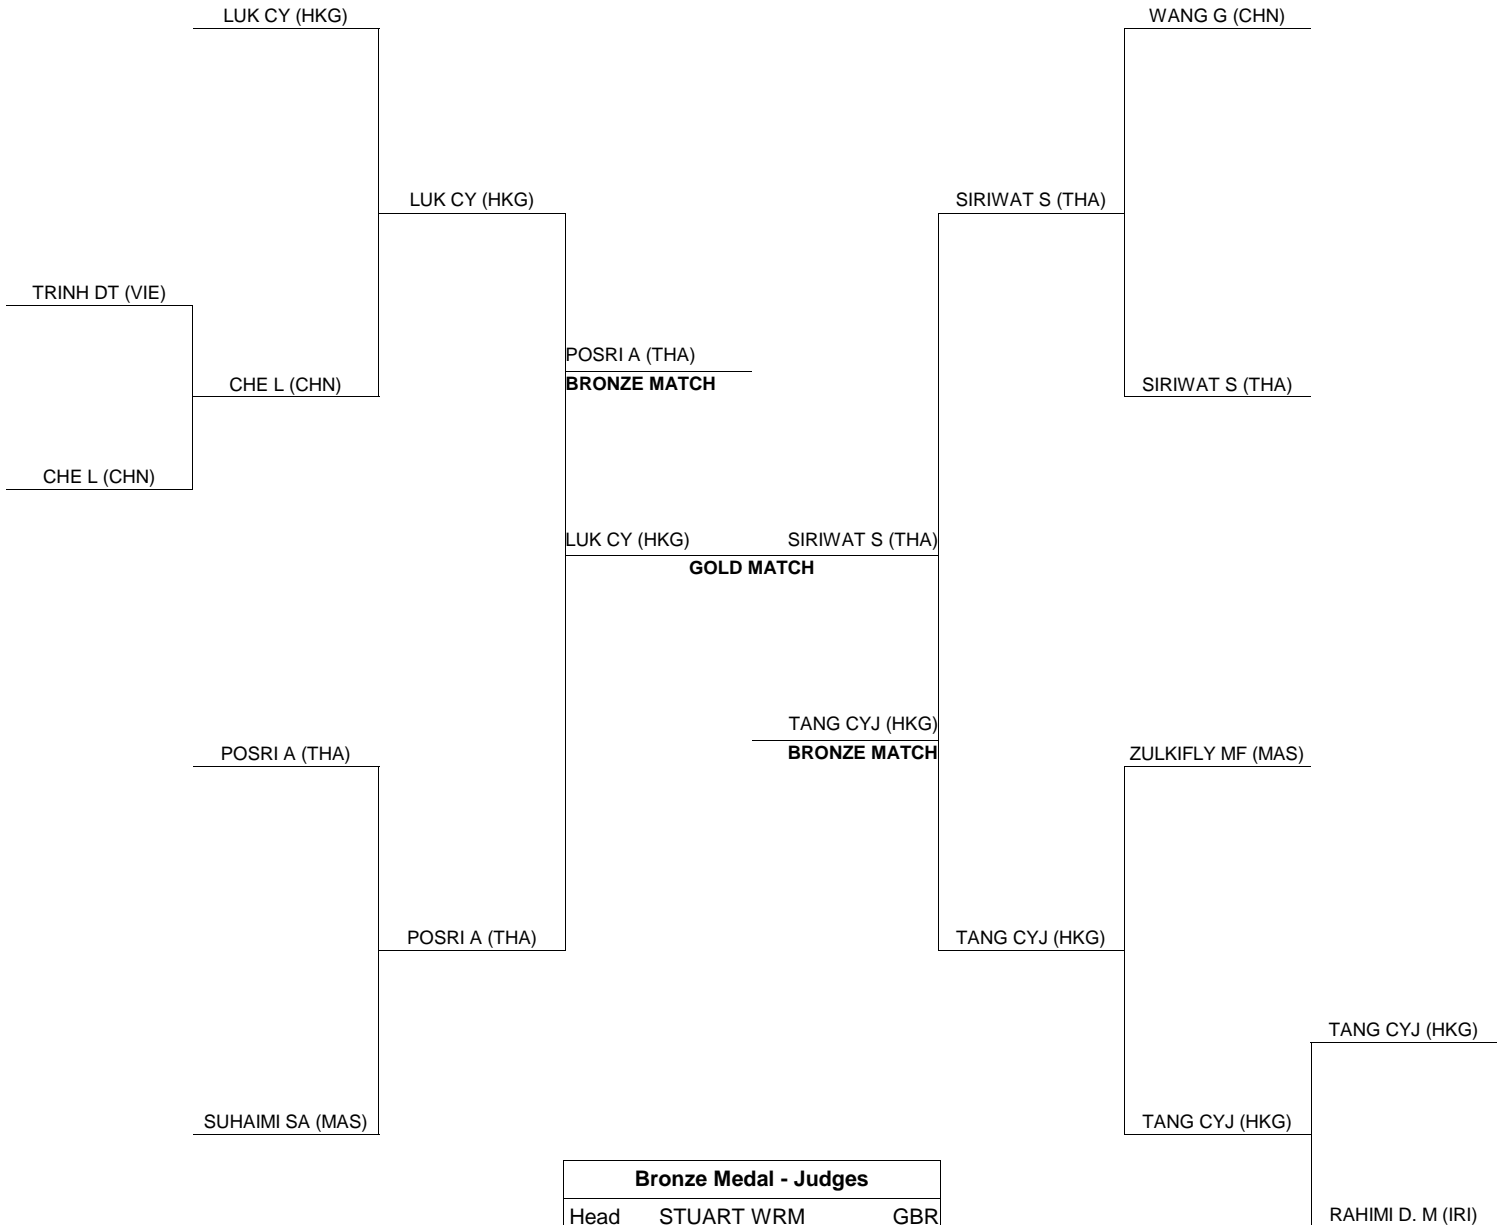 LUK CY (HKG)
WANG G (CHN)
LUK CY (HKG)
SIRIWAT S (THA)
TRINH DT (VIE)
POSRI A (THA)
BRONZE MATCH
CHE L (CHN)
SIRIWAT S (THA)
CHE L (CHN)
LUK CY (HKG) SIRIWAT S (THA)
GOLD MATCH
TANG CYJ (HKG)
BRONZE MATCH
POSRI A (THA)
ZULKIFLY MF (MAS)
POSRI A (THA)
TANG CYJ (HKG)
TANG CYJ (HKG)
SUHAIMI SA (MAS)
TANG CYJ (HKG)
Bronze Medal - Judges
Head STUART WRM GBR
RAHIMI D. M (IRI)